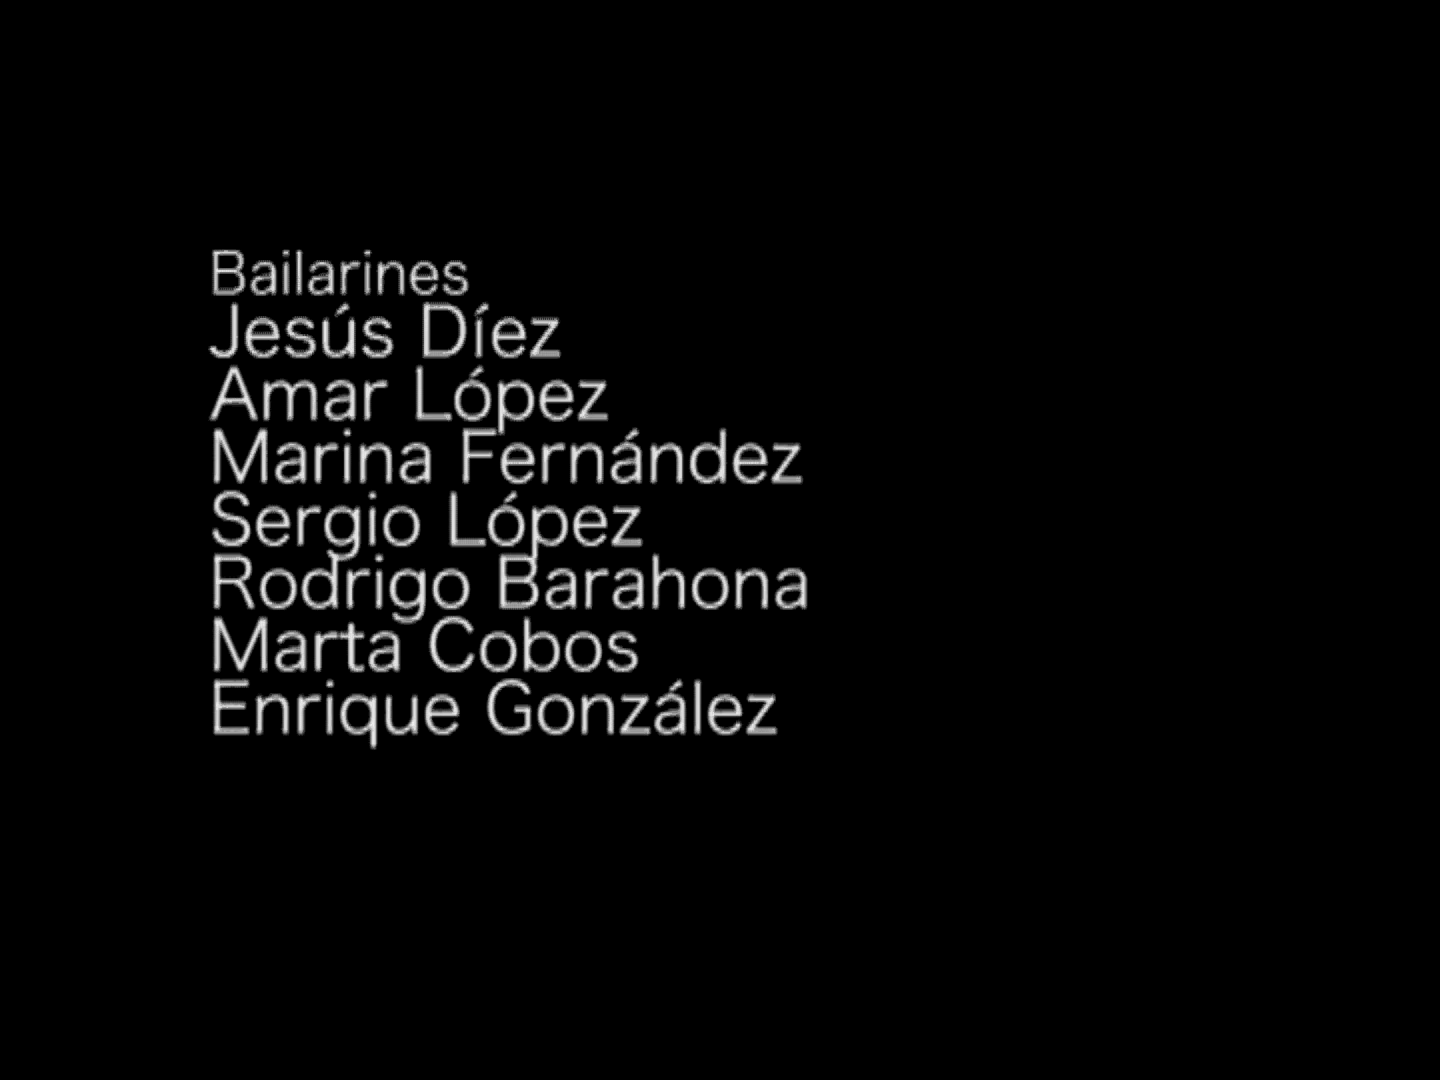 Bailarines
Jesús Díez
Amar López
Marina Fernández
Sergio López
Rodrigo Barahona
Marta Cobos
Enrique González